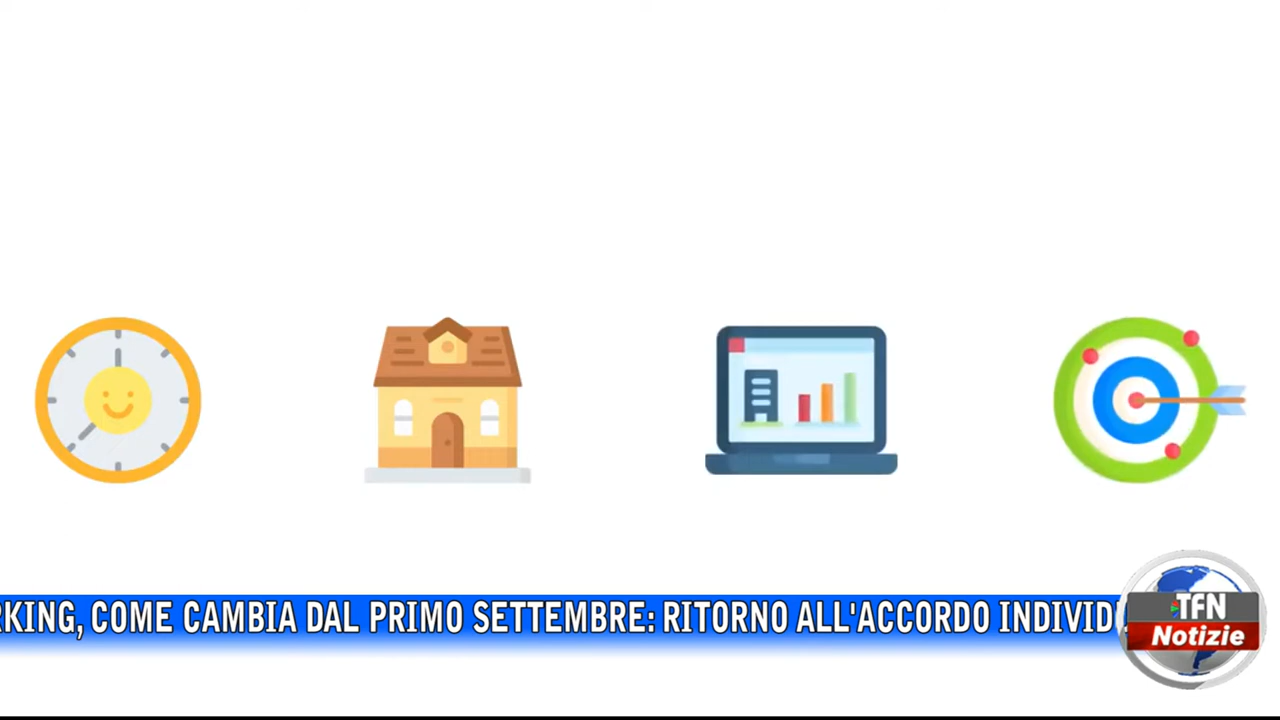 RKING, COME CAMBIA DAL PRIMO SETTEMBRE: RITORNO ALL'ACCORDO INDIVID
TFN
Notizie